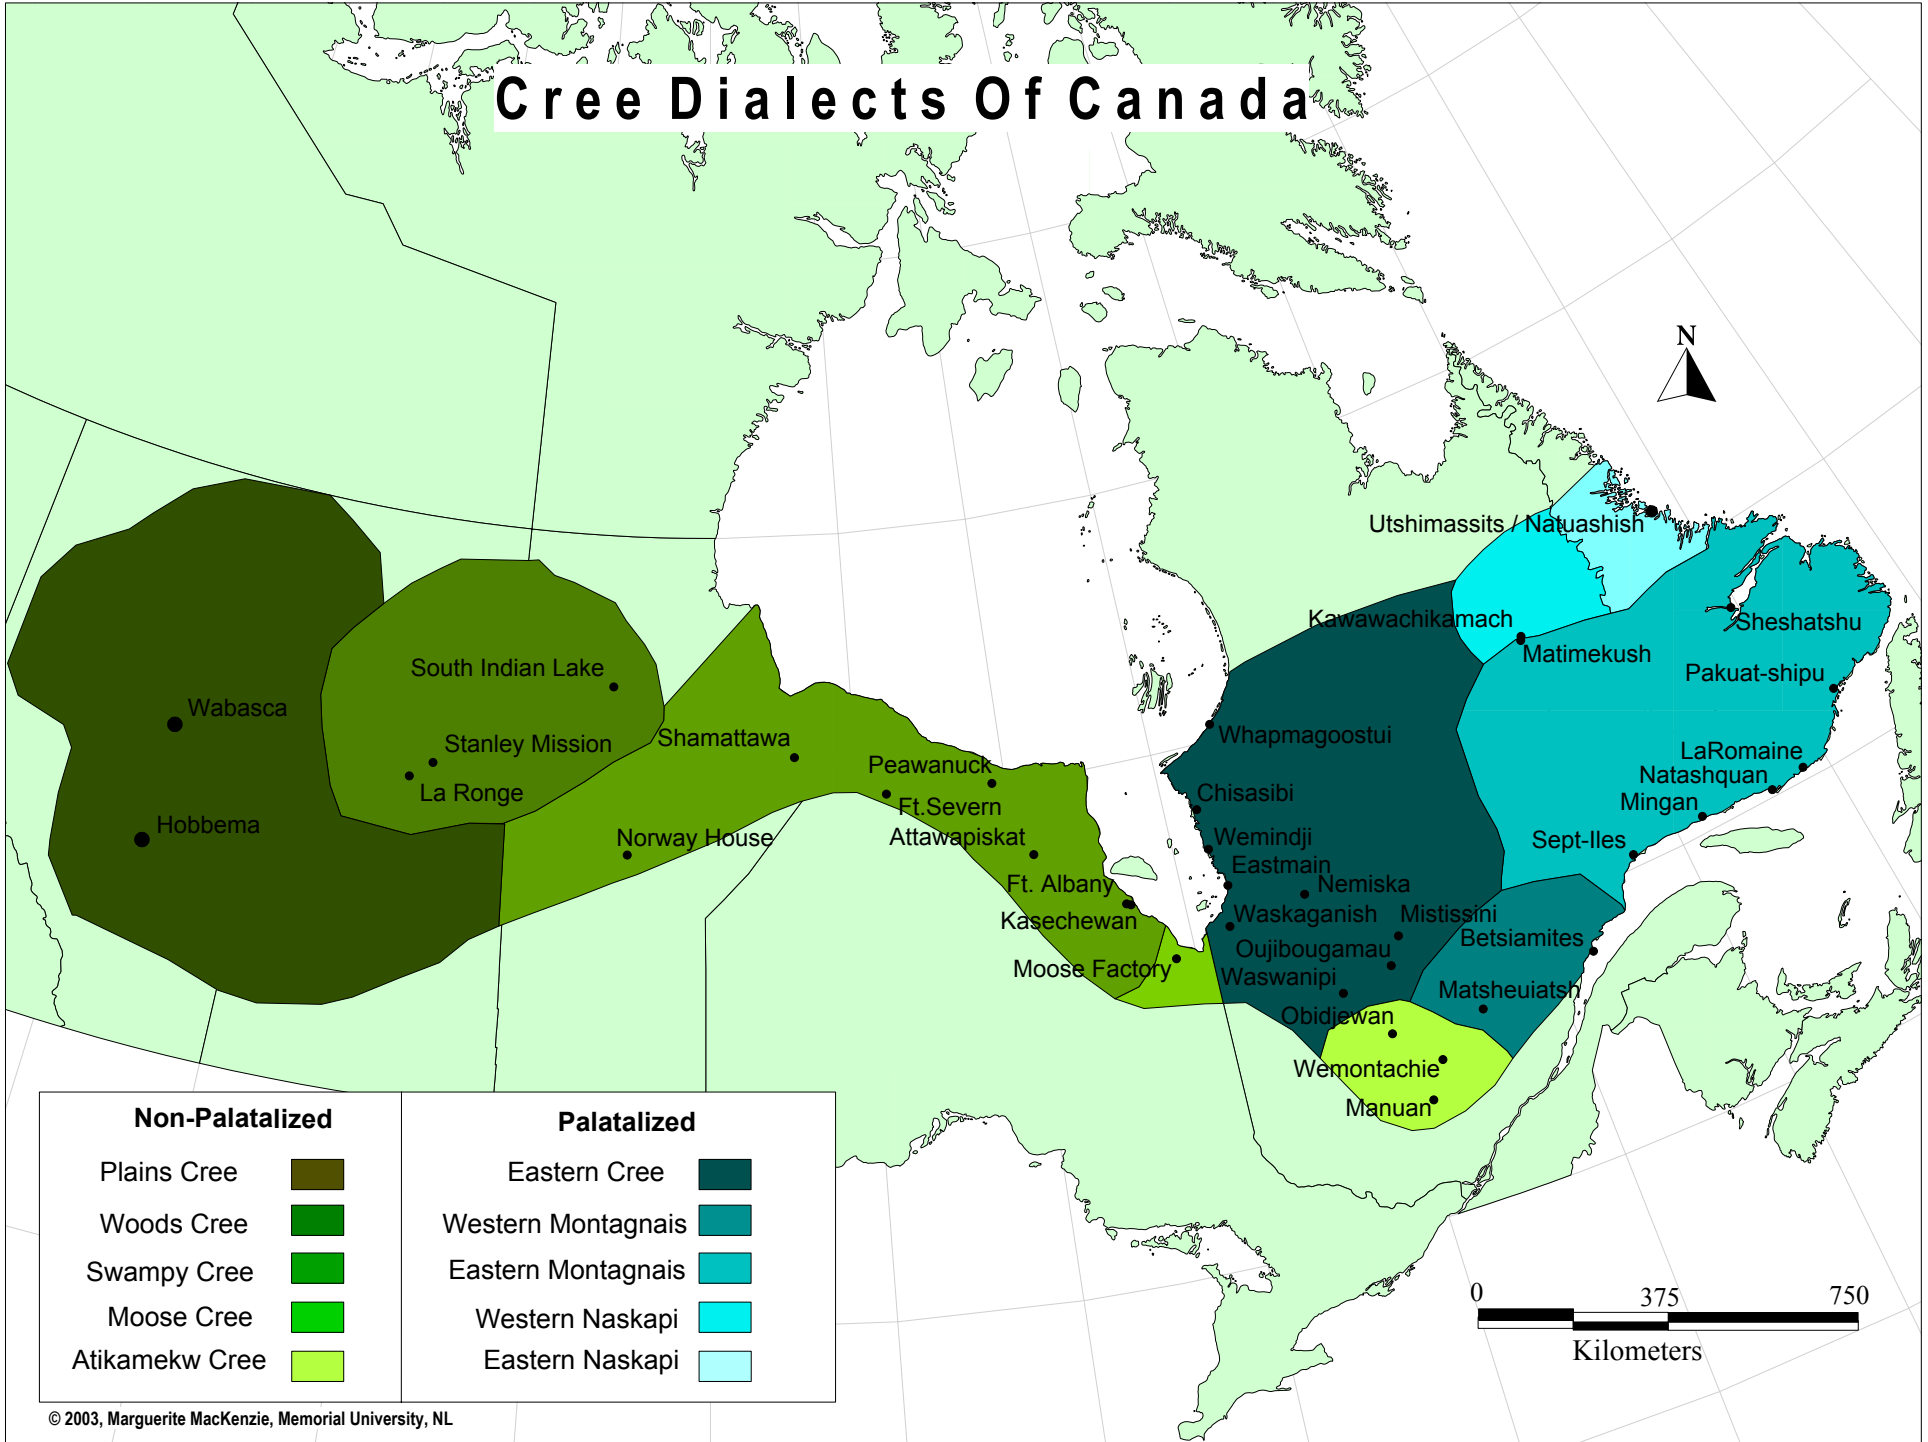 Cree Dialects Of Canada
N
Utshimassits / Natuashish
Kawawachikamach
Matimekush
Sheshatshu
Pakuat-shipu
South Indian Lake
Wabasca
Stanley Mission
La Ronge
Hobbema
Shamattawa
Peawanuck
Ft.Severn
Norway House
Attawapiskat
Ft. Albany
Kasechewan
Moose Factory
Whapmagoostui
Chisasibi
Wemindji
Eastmain
Nemiska
Waskaganish
Mistissini
Oujibougamau
Waswanipi
Obidjewan
Wemontachie
Manuan
LaRomaine
Natashquan
Mingan
Sept-Iles
Betsiamites
Matsheuiatsh
Non-Palatalized
Plains Cree
Woods Cree
Swampy Cree
Moose Cree
Atikamekw Cree
Palatalized
Eastern Cree
Western Montagnais
Eastern Montagnais
Western Naskapi
Eastern Naskapi
0 375 750
Kilometers
© 2003, Marguerite MacKenzie, Memorial University, NL